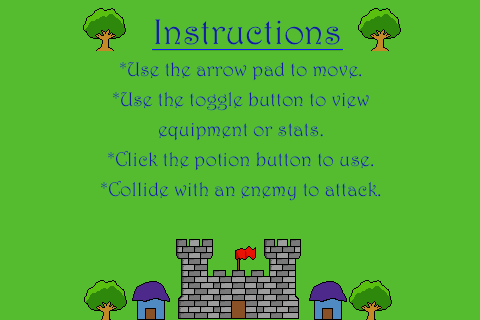 Instructions
*Use the arrow pad to move.
*Use the toggle button to view
equipment or stats.
*Click the potion button to use.
*Collide with an enemy to attack.